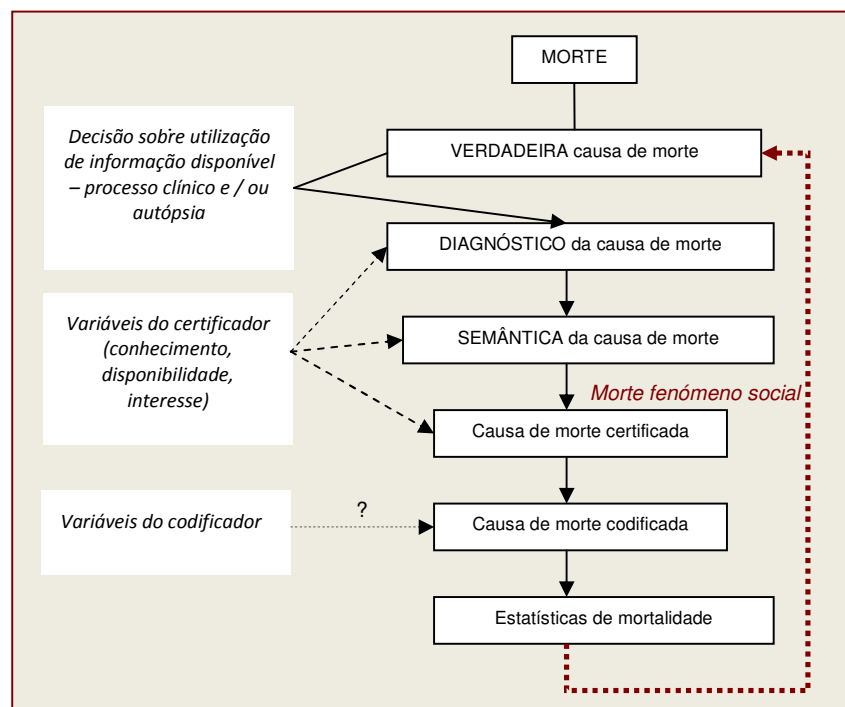 MORTE
Decisão sobre utilização
de informação disponível
– processo clínico e / ou
autópsia
VERDADEIRA causa de morte
DIAGNÓSTICO da causa de morte
Variáveis do certificador
(conhecimento,
disponibilidade,
interesse)
SEMÂNTICA da causa de morte
Morte fenómeno social
Causa de morte certificada
Variáveis do codificador
?
Causa de morte codificada
Estatísticas de mortalidade